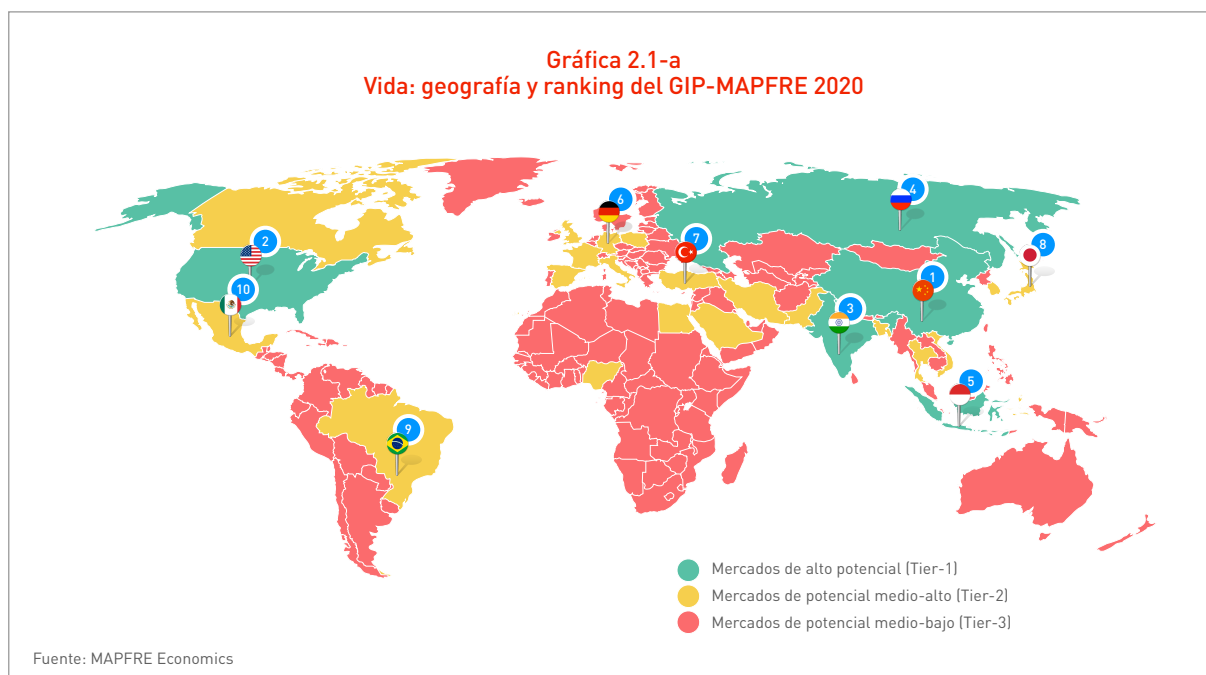 Gráfica 2.1-a
Vida: geografía y ranking del GIP-MAPFRE 2020
4
6
2
7
8
10
1
3
5
9
Mercados de alto potencial (Tier-1)
Mercados de potencial medio-alto (Tier-2)
Mercados de potencial medio-bajo (Tier-3)
Fuente: MAPFRE Economics